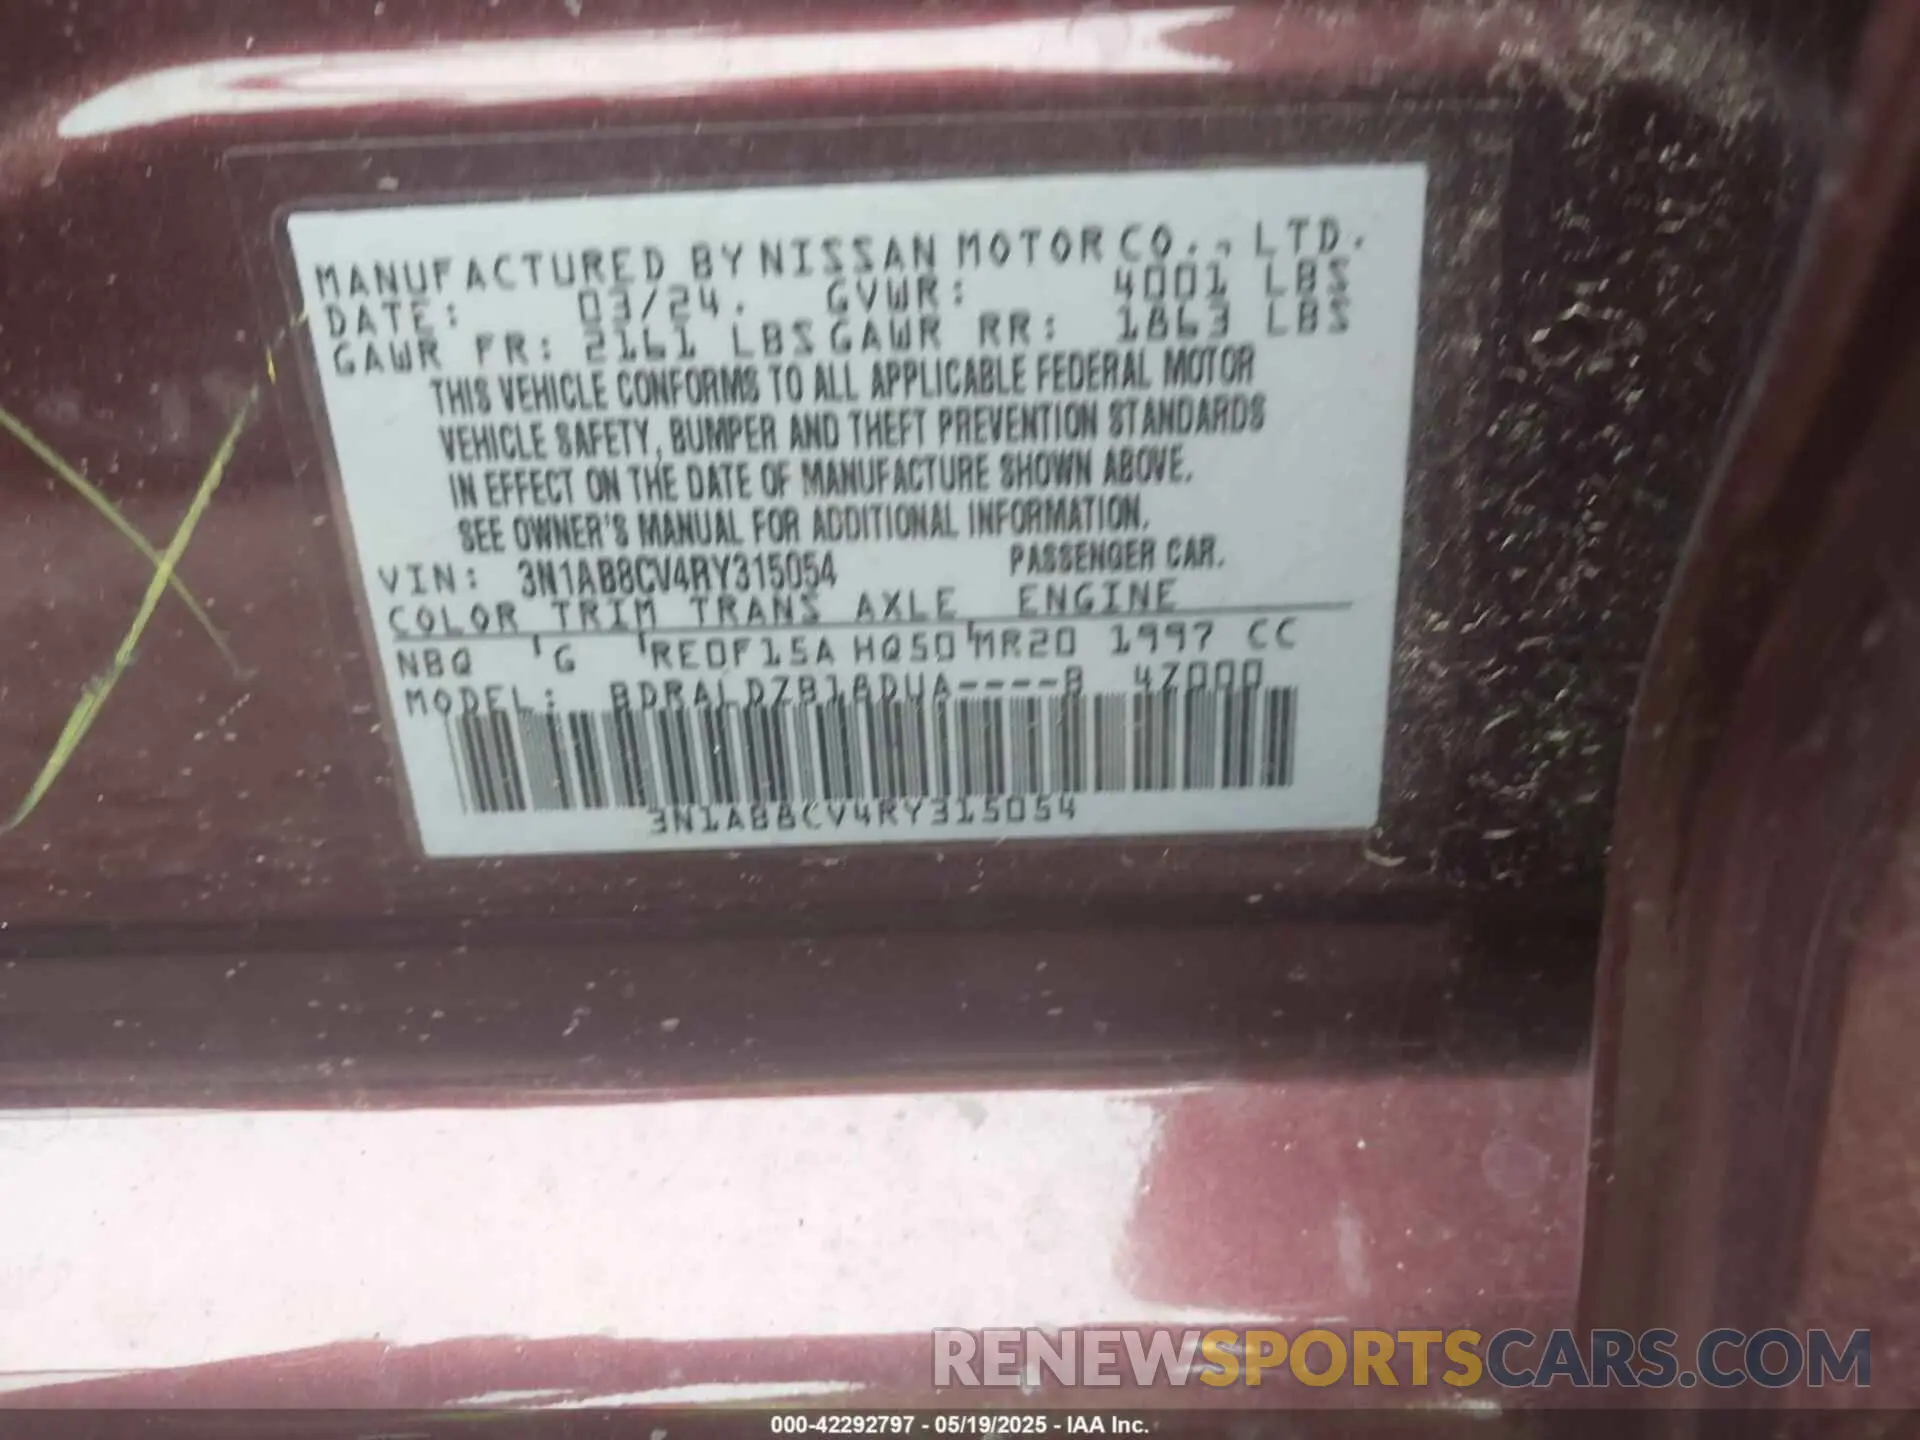 MANUFACTURED BY NISSAN MOTOR CO., LTD.
DATE: 03/24. GVWR: 4001 LBS
GAWR FR: 2161 LBS GAWR RR: 1863 LBS
THIS VEHICLE CONFORMS TO ALL APPLICABLE FEDERAL MOTOR
VEHICLE SAFETY, BUMPER AND THEFT PREVENTION STANDARDS
IN EFFECT ON THE DATE OF MANUFACTURE SHOWN ABOVE.
SEE OWNER'S MANUAL FOR ADDITIONAL INFORMATION.
VIN: 3N1AB8CV4RY315054 PASSENGER CAR.
COLOR TRIM TRANS AXLE ENGINE
NBQ G RE0F15A HQ50 MR20 1997 CC
MODEL: BDRALDZB18DUA----B 4Z000
3N1AB8CV4RY315054
RENEWSPORTSCARS.COM
000-42292797 - 05/19/2025 - IAA Inc.